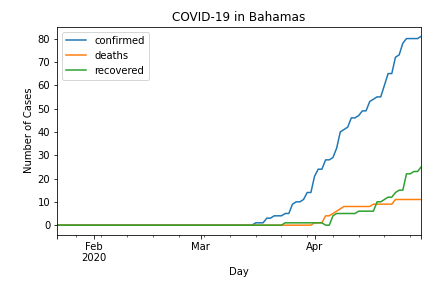 COVID-19 in Bahamas
confirmed
deaths
recovered
80
70
60
50
40
30
20
10
0
Number of Cases
Feb
2020
Mar
Apr
Day